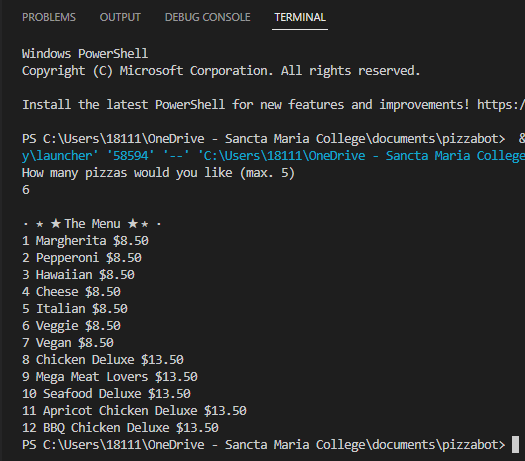 PROBLEMS OUTPUT DEBUG CONSOLE TERMINAL
Windows PowerShell
Copyright (C) Microsoft Corporation. All rights reserved.
Install the latest PowerShell for new features and improvements! https:/
PS C:\Users\18111\OneDrive - Sancta Maria College\documents\pizzabot> &
y\launcher' '58594' '--' 'C:\Users\18111\OneDrive - Sancta Maria College
How many pizzas would you like (max. 5)
6
· ⋆ ★The Menu ★⋆ ·
1 Margherita $8.50
2 Pepperoni $8.50
3 Hawaiian $8.50
4 Cheese $8.50
5 Italian $8.50
6 Veggie $8.50
7 Vegan $8.50
8 Chicken Deluxe $13.50
9 Mega Meat Lovers $13.50
10 Seafood Deluxe $13.50
11 Apricot Chicken Deluxe $13.50
12 BBQ Chicken Deluxe $13.50
PS C:\Users\18111\OneDrive - Sancta Maria College\documents\pizzabot>